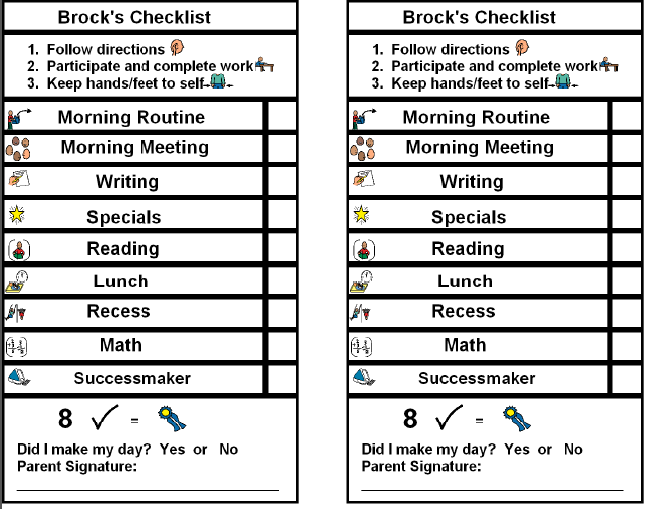 Brock's Checklist
1. Follow directions
2. Participate and complete work
3. Keep hands/feet to self
Morning Routine
Morning Meeting
Writing
Specials
Reading
Lunch
Recess
Math
Successmaker
8 ✓ =
Did I make my day? Yes or No
Parent Signature:
Brock's Checklist
1. Follow directions
2. Participate and complete work
3. Keep hands/feet to self
Morning Routine
Morning Meeting
Writing
Specials
Reading
Lunch
Recess
Math
Successmaker
8 ✓ =
Did I make my day? Yes or No
Parent Signature: